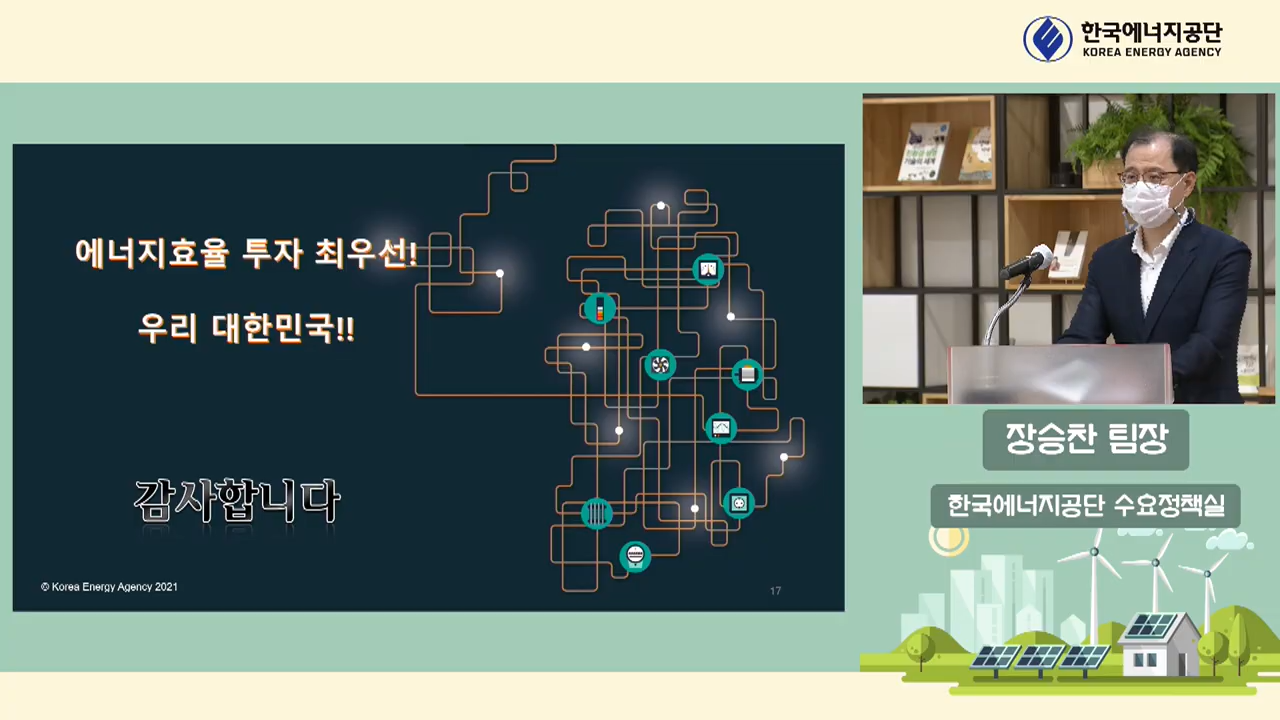 한국에너지공단
KOREA ENERGY AGENCY
에너지효율 투자 최우선!
우리 대한민국!!
감사합니다
© Korea Energy Agency 2021
17
장승찬 팀장
한국에너지공단 수요정책실